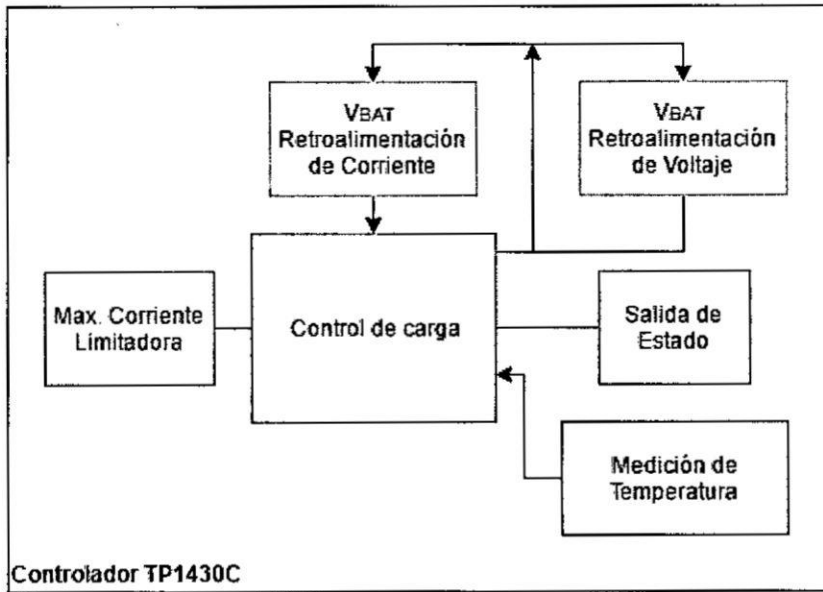 VBAT
Retroalimentación
de Corriente
VBAT
Retroalimentación
de Voltaje
Max. Corriente
Limitadora
Control de carga
Salida de
Estado
Medición de
Temperatura
Controlador TP1430C